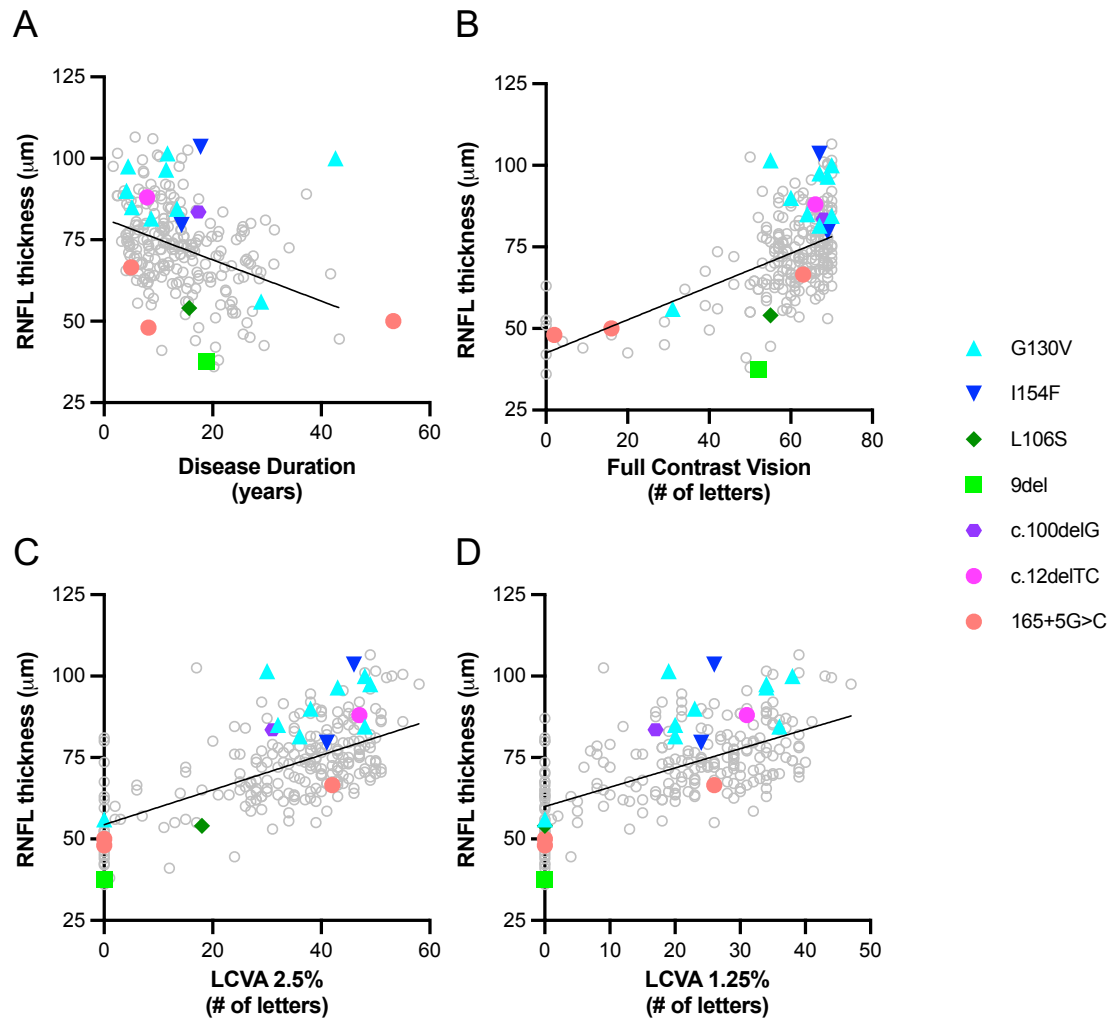 A
125
100
75
50
25
RNFL thickness (μm)
0 20 40 60
Disease Duration
(years)
B
125
100
75
50
25
RNFL thickness (μm)
0 20 40 60 80
Full Contrast Vision
(# of letters)
G130V
I154F
L106S
9del
c.100delG
c.12delTC
165+5G>C
C
125
100
75
50
25
RNFL thickness (μm)
0 20 40 60
LCVA 2.5%
(# of letters)
D
125
100
75
50
25
RNFL thickness (μm)
0 10 20 30 40 50
LCVA 1.25%
(# of letters)